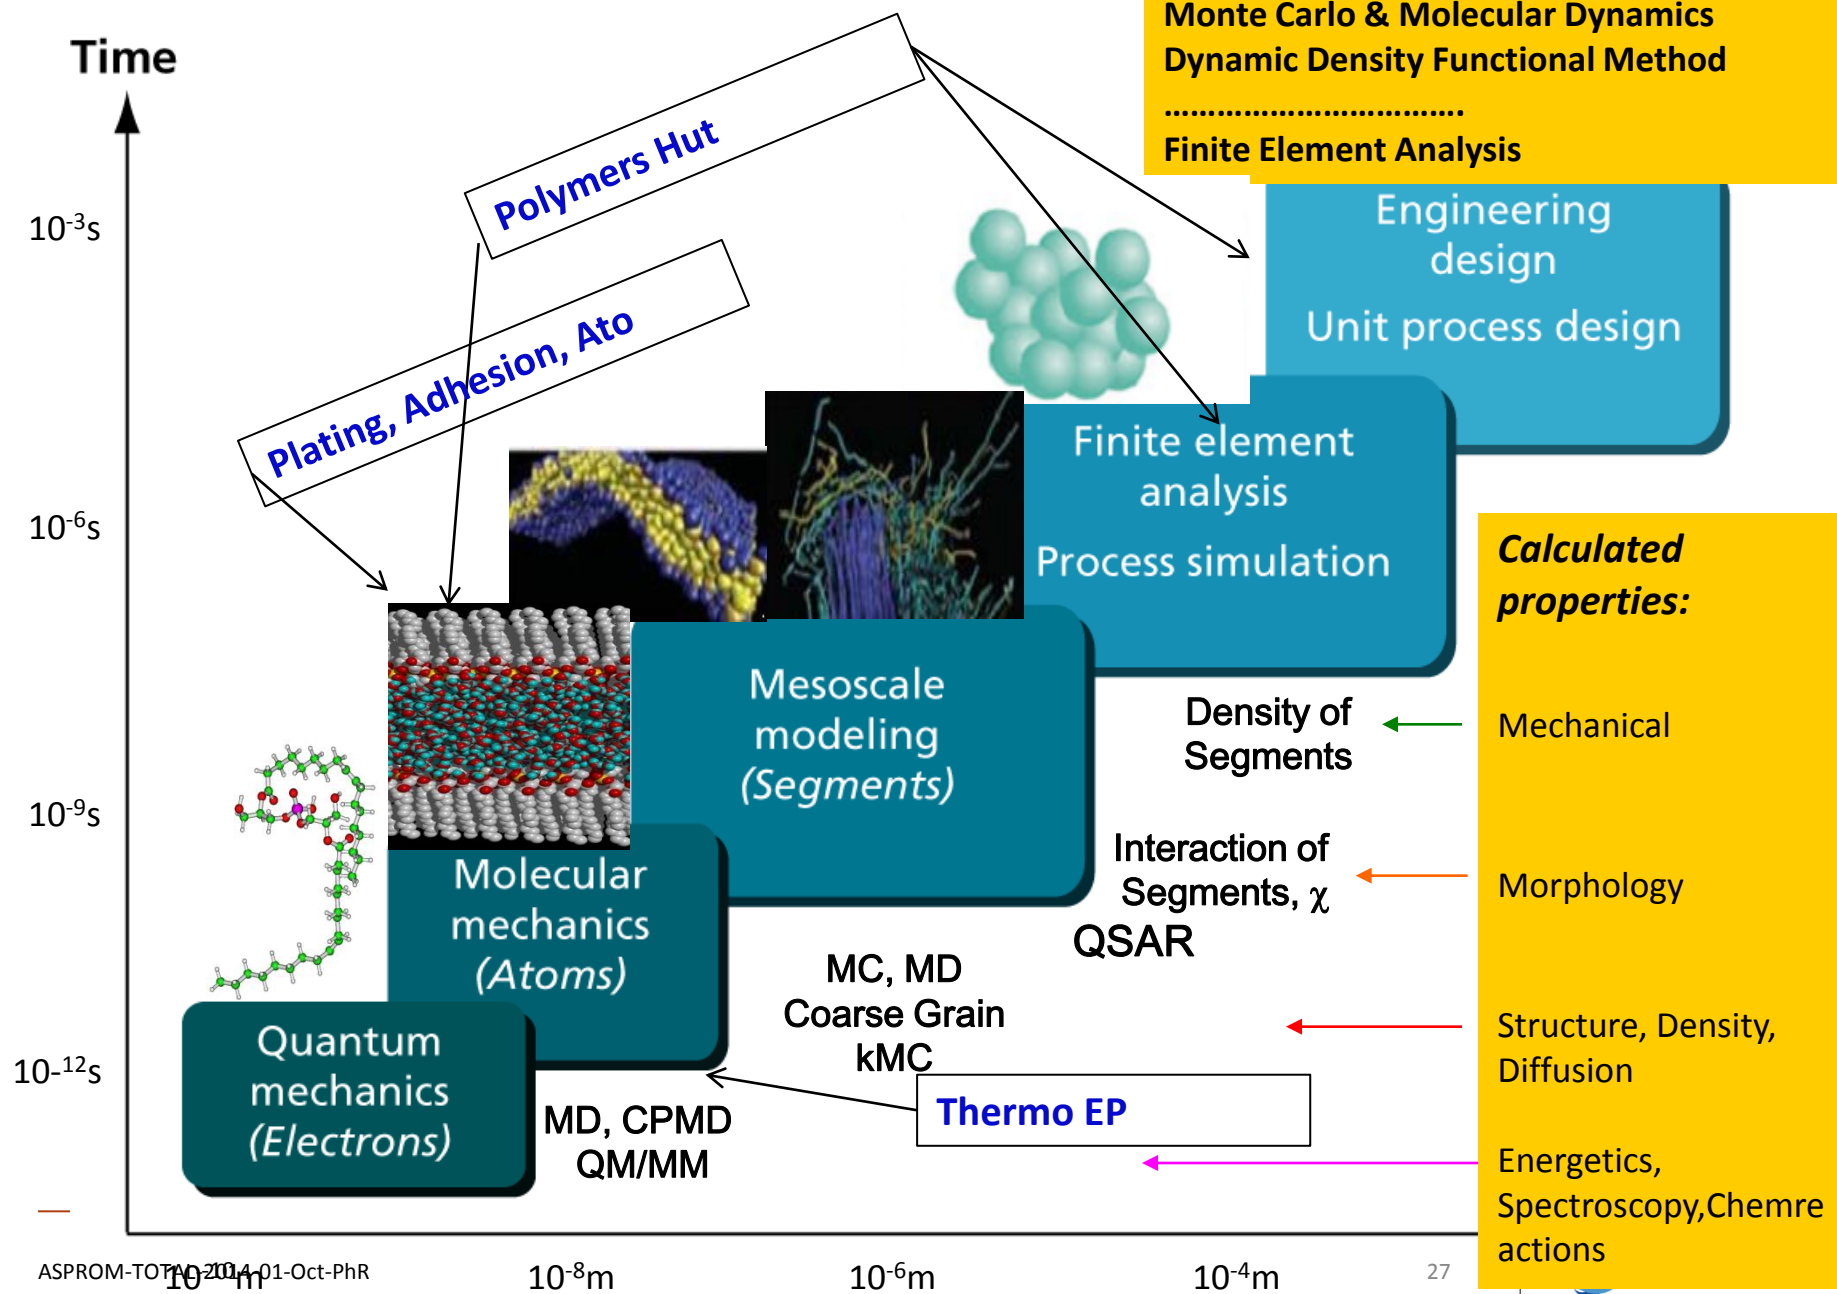 Monte Carlo & Molecular Dynamics
Dynamic Density Functional Method
……………………………
Finite Element Analysis
Time
Polymers Hut
Plating, Adhesion, Ato
10-3s
10-6s
10-9s
10-12s
Engineering
design
Unit process design
Finite element
analysis
Process simulation
Mesoscale
modeling
(Segments)
Molecular
mechanics
(Atoms)
Quantum
mechanics
(Electrons)
Density of
Segments
Interaction of
Segments, χ
QSAR
MC, MD
Coarse Grain
kMC
MD, CPMD
QM/MM
Thermo EP
Calculated
properties:
Mechanical
Morphology
Structure, Density,
Diffusion
Energetics,
Spectroscopy,Chemre
actions
ASPROM-TOTAL-2014-01-Oct-PhR
10-10m
10-8m
10-6m
10-4m
27